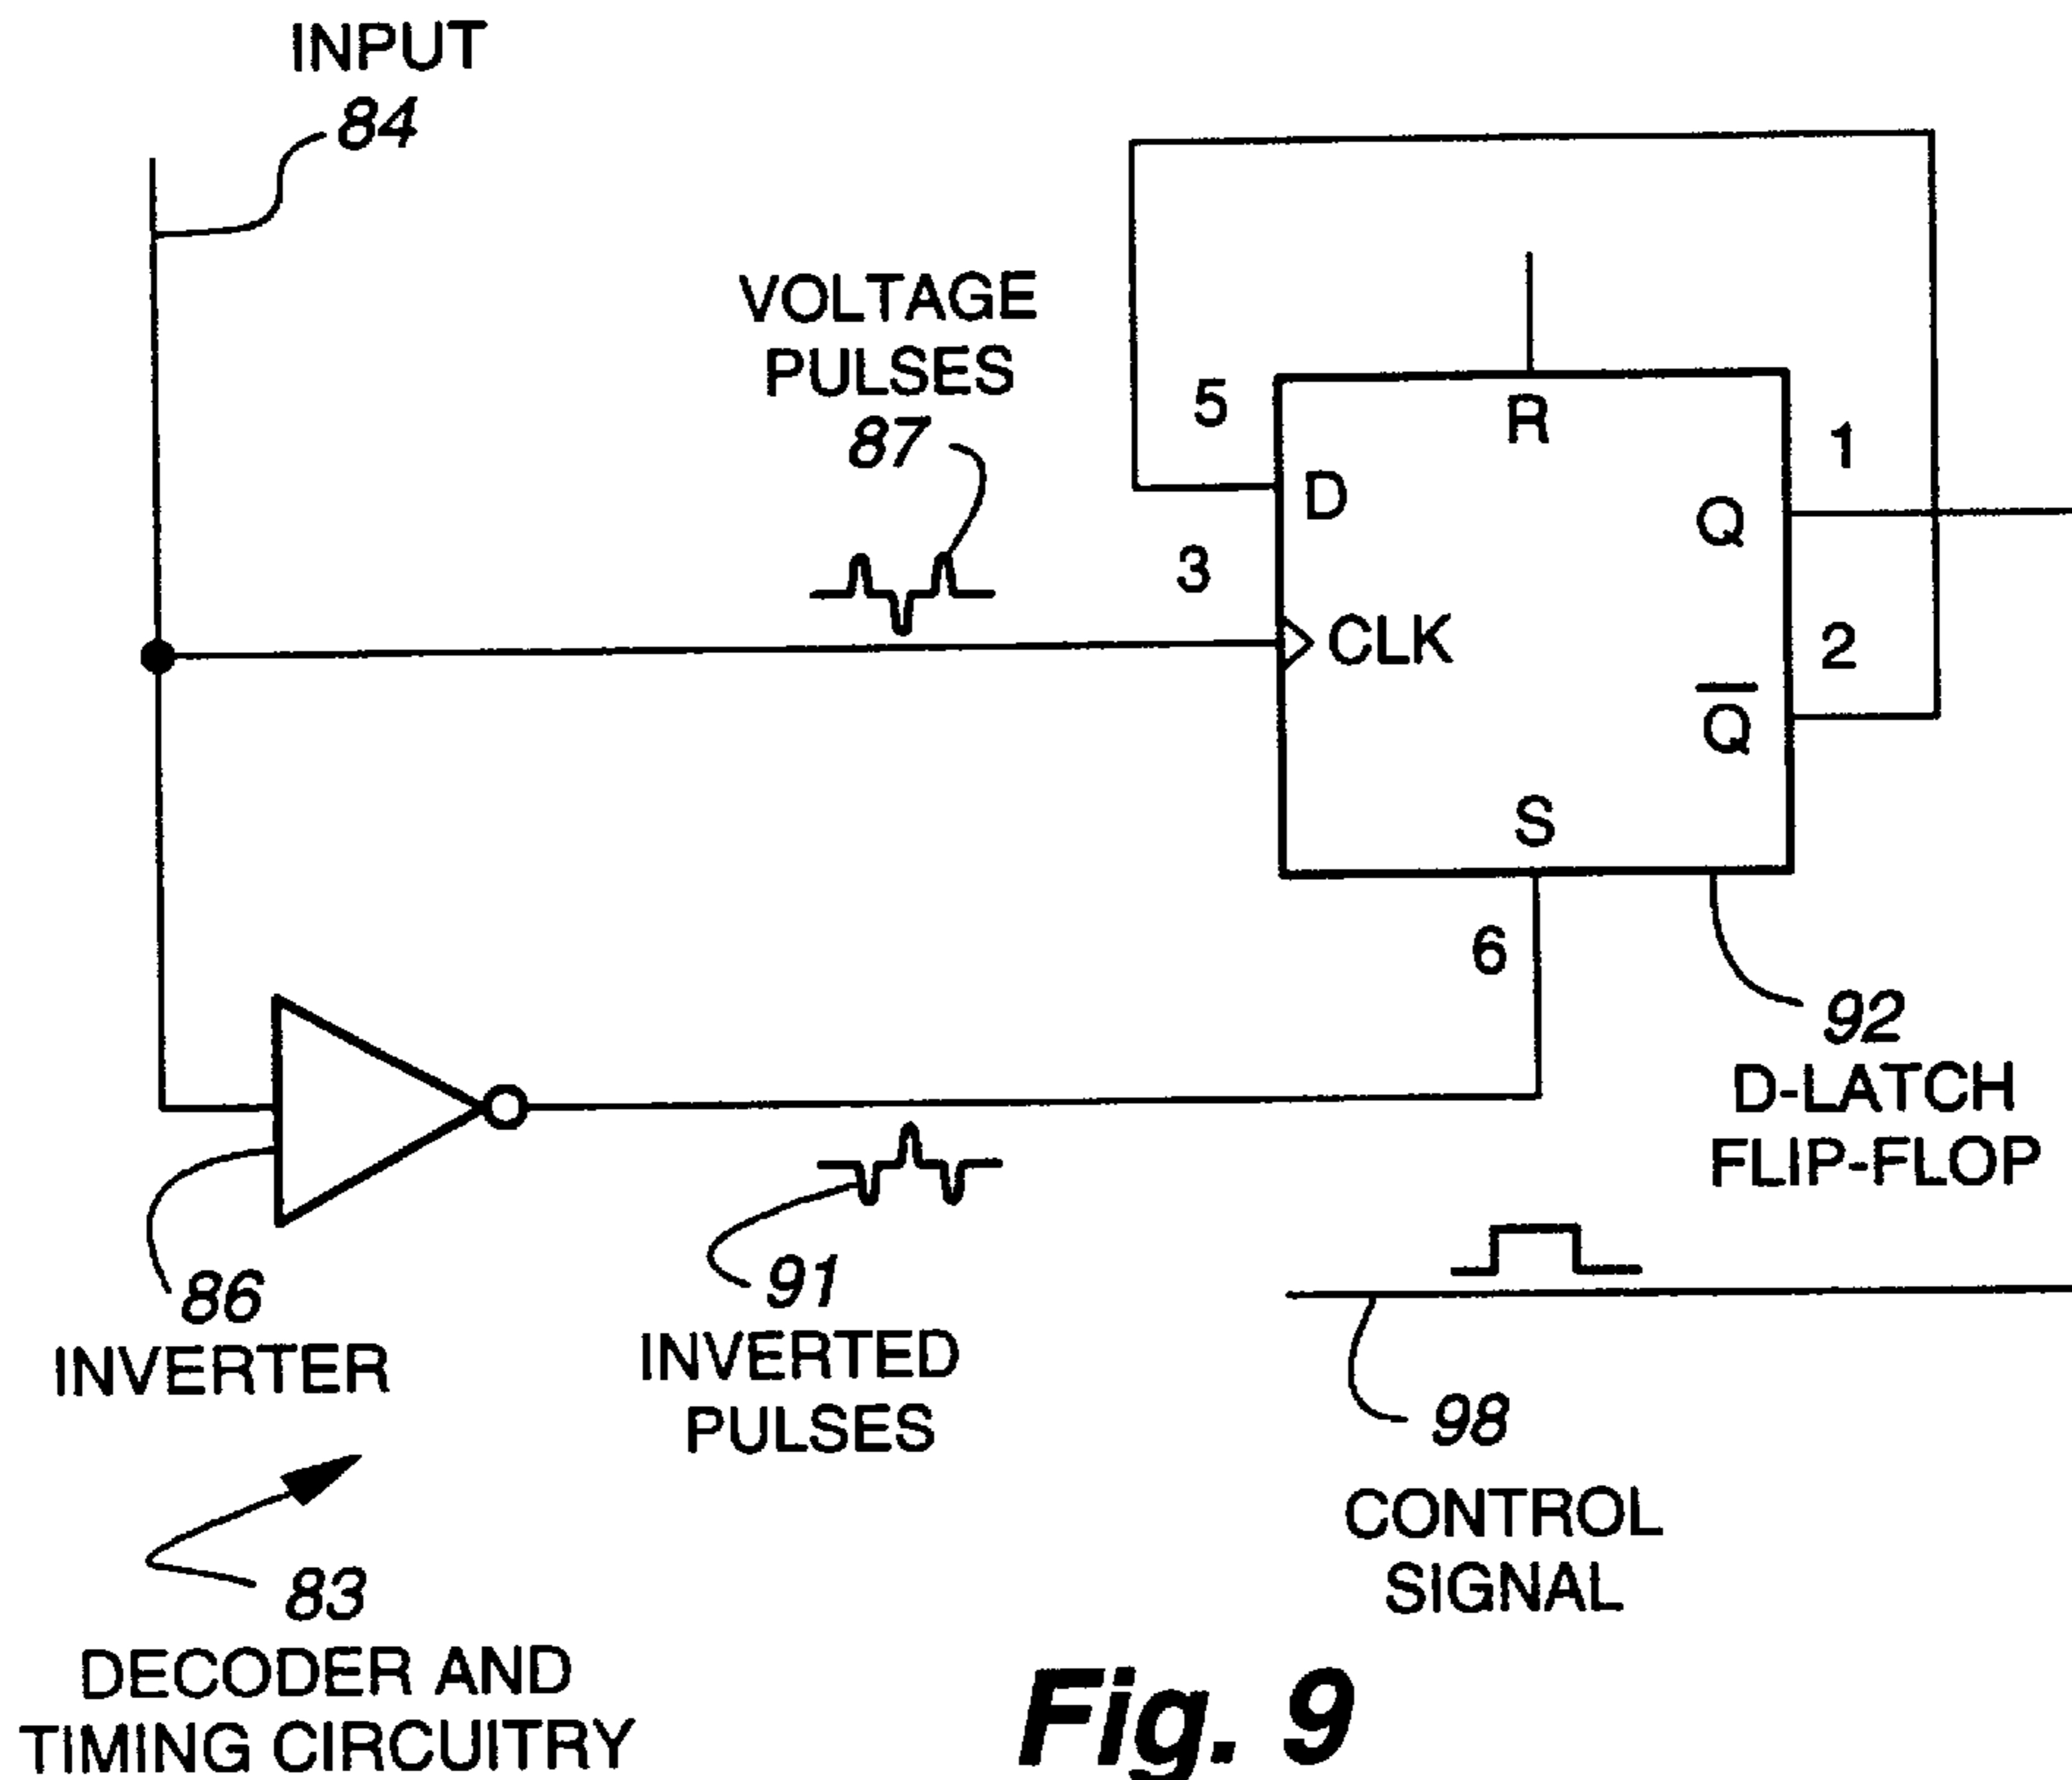 INPUT
84
VOLTAGE
PULSES
87
5
R
1
D
Q
3
CLK
2
Q̅
S
6
92
D-LATCH
FLIP-FLOP
86
INVERTER
91
INVERTED
PULSES
98
CONTROL
SIGNAL
83
DECODER AND
TIMING CIRCUITRY
Fig. 9